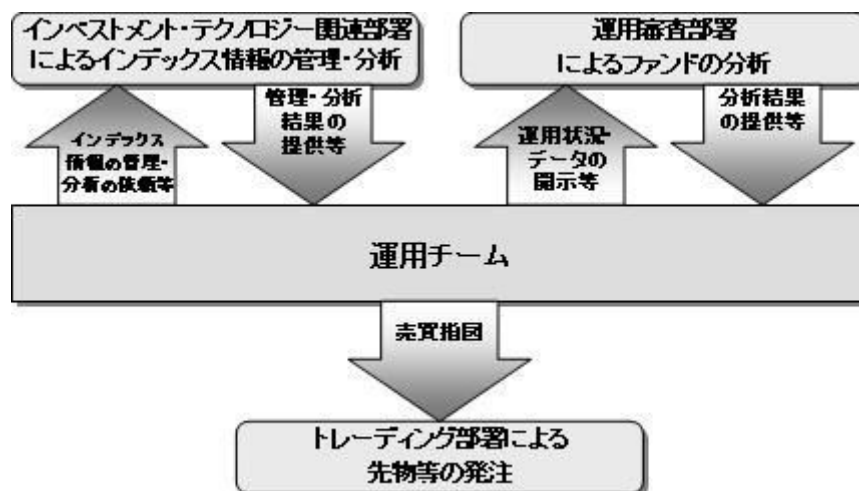 インベストメント・テクノロジー関連部署
によるインデックス情報の管理・分析
運用審査部署
によるファンドの分析
インデックス
情報の管理・
分析の依頼等
管理・分析
結果の
提供等
運用状況・
データの
開示等
分析結果
の提供等
運用チーム
売買指図
トレーディング部署による
先物等の発注